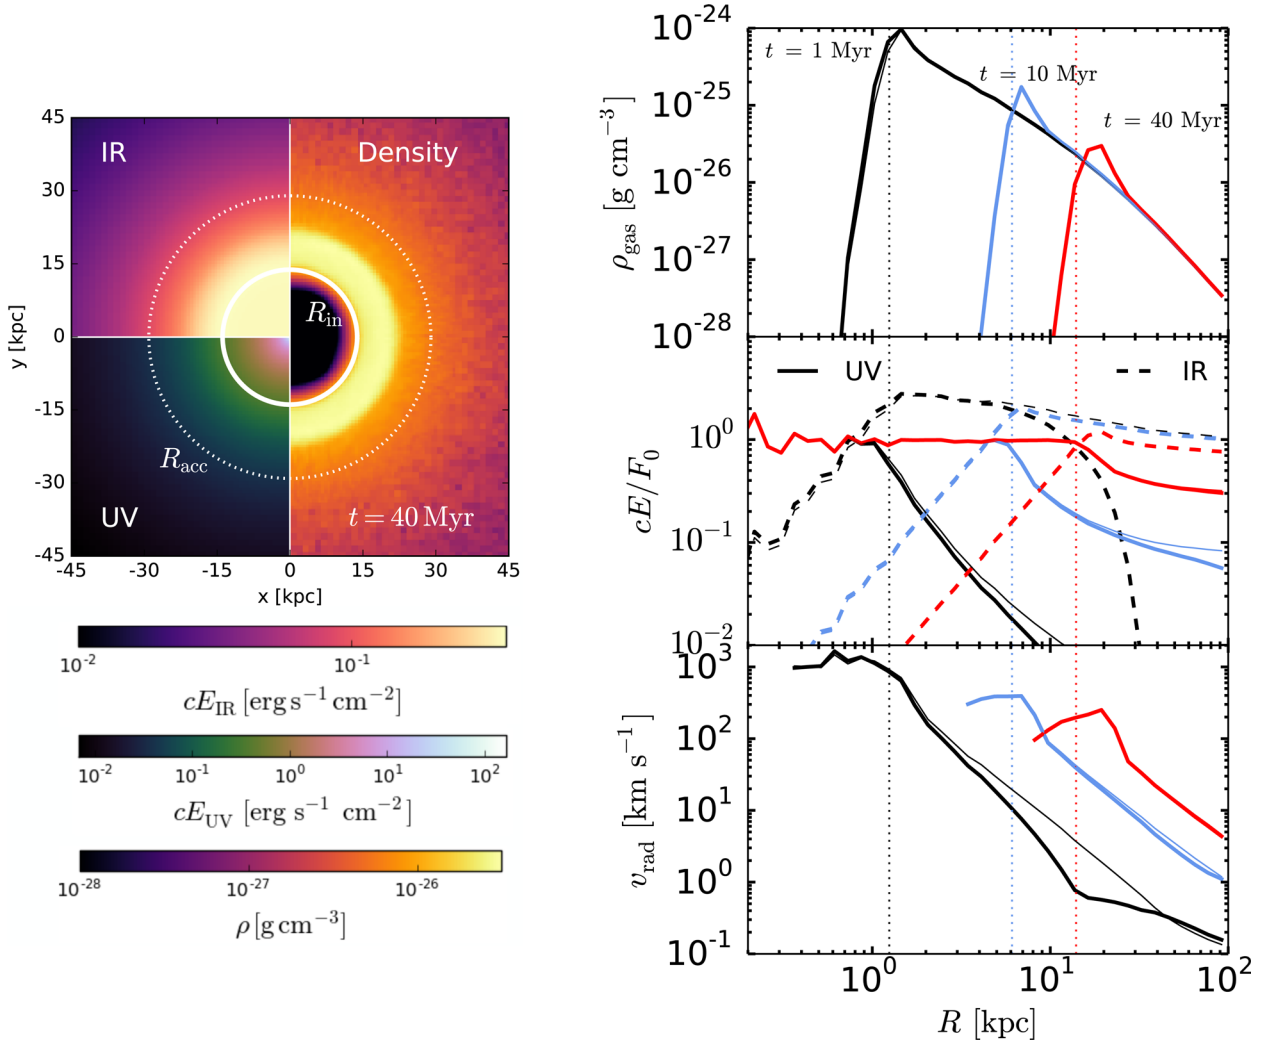 IR
Density
R_in
R_acc
UV
t = 40 Myr
45
30
15
0
-15
-30
-45
y [kpc]
-45 -30 -15 0 15 30 45
x [kpc]
10^-2 10^-1
cE_IR [erg s^-1 cm^-2]
10^-2 10^-1 10^0 10^1 10^2
cE_UV [erg s^-1 cm^-2]
10^-28 10^-27 10^-26
ρ [g cm^-3]
10^-24
10^-25
10^-26
10^-27
10^-28
ρ_gas [g cm^-3]
t = 1 Myr
t = 10 Myr
t = 40 Myr
UV IR
10^0
10^-1
10^-2
cE/F_0
10^3
10^2
10^1
10^0
10^-1
v_rad [km s^-1]
10^0 10^1 10^2
R [kpc]